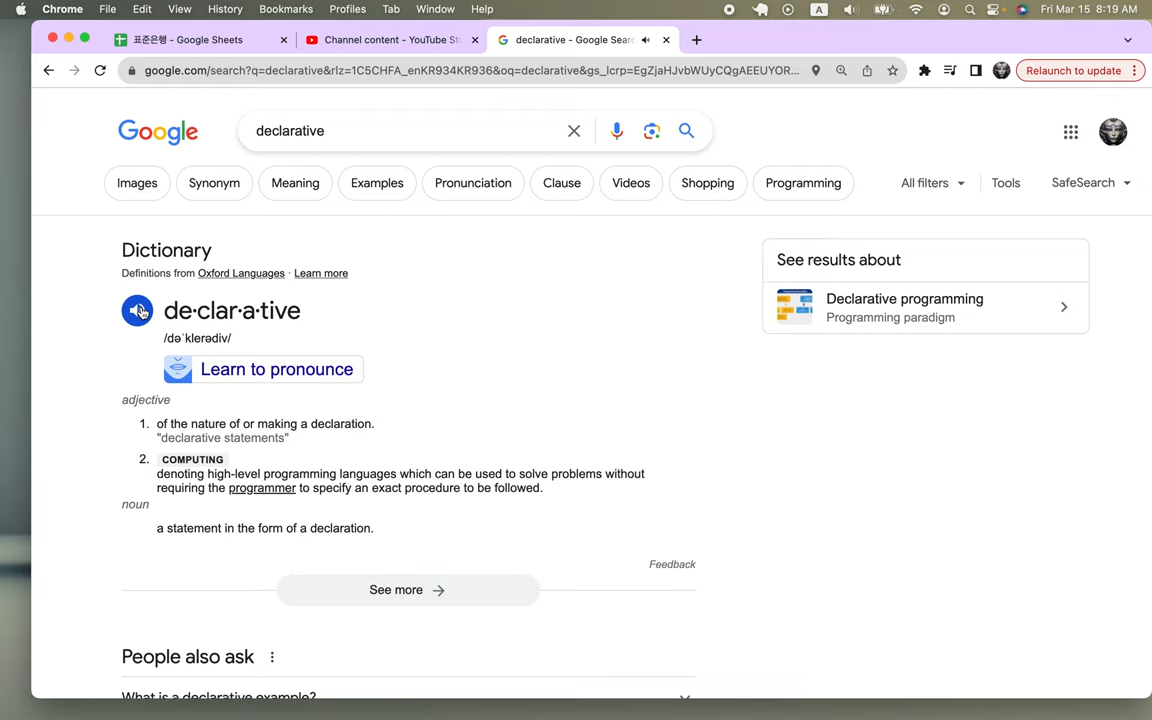 Chrome File Edit View History Bookmarks Profiles Tab Window Help A Fri Mar 15 8:19 AM
표준은행 - Google Sheets Channel content - YouTube St declarative - Google Sear
google.com/search?q=declarative&rlz=1C5CHFA_enKR934KR936&oq=declarative&gs_lcrp=EgZjaHJvbWUyCQgAEEUYOR... Relaunch to update
Google declarative
Images Synonym Meaning Examples Pronunciation Clause Videos Shopping Programming All filters Tools SafeSearch
Dictionary
Definitions from Oxford Languages · Learn more
de·clar·a·tive
/dəˈklerədiv/
Learn to pronounce
adjective
1. of the nature of or making a declaration.
"declarative statements"
2. COMPUTING
denoting high-level programming languages which can be used to solve problems without
requiring the programmer to specify an exact procedure to be followed.
noun
a statement in the form of a declaration.
Feedback
See more
People also ask
What is a declarative example?
See results about
Declarative programming
Programming paradigm